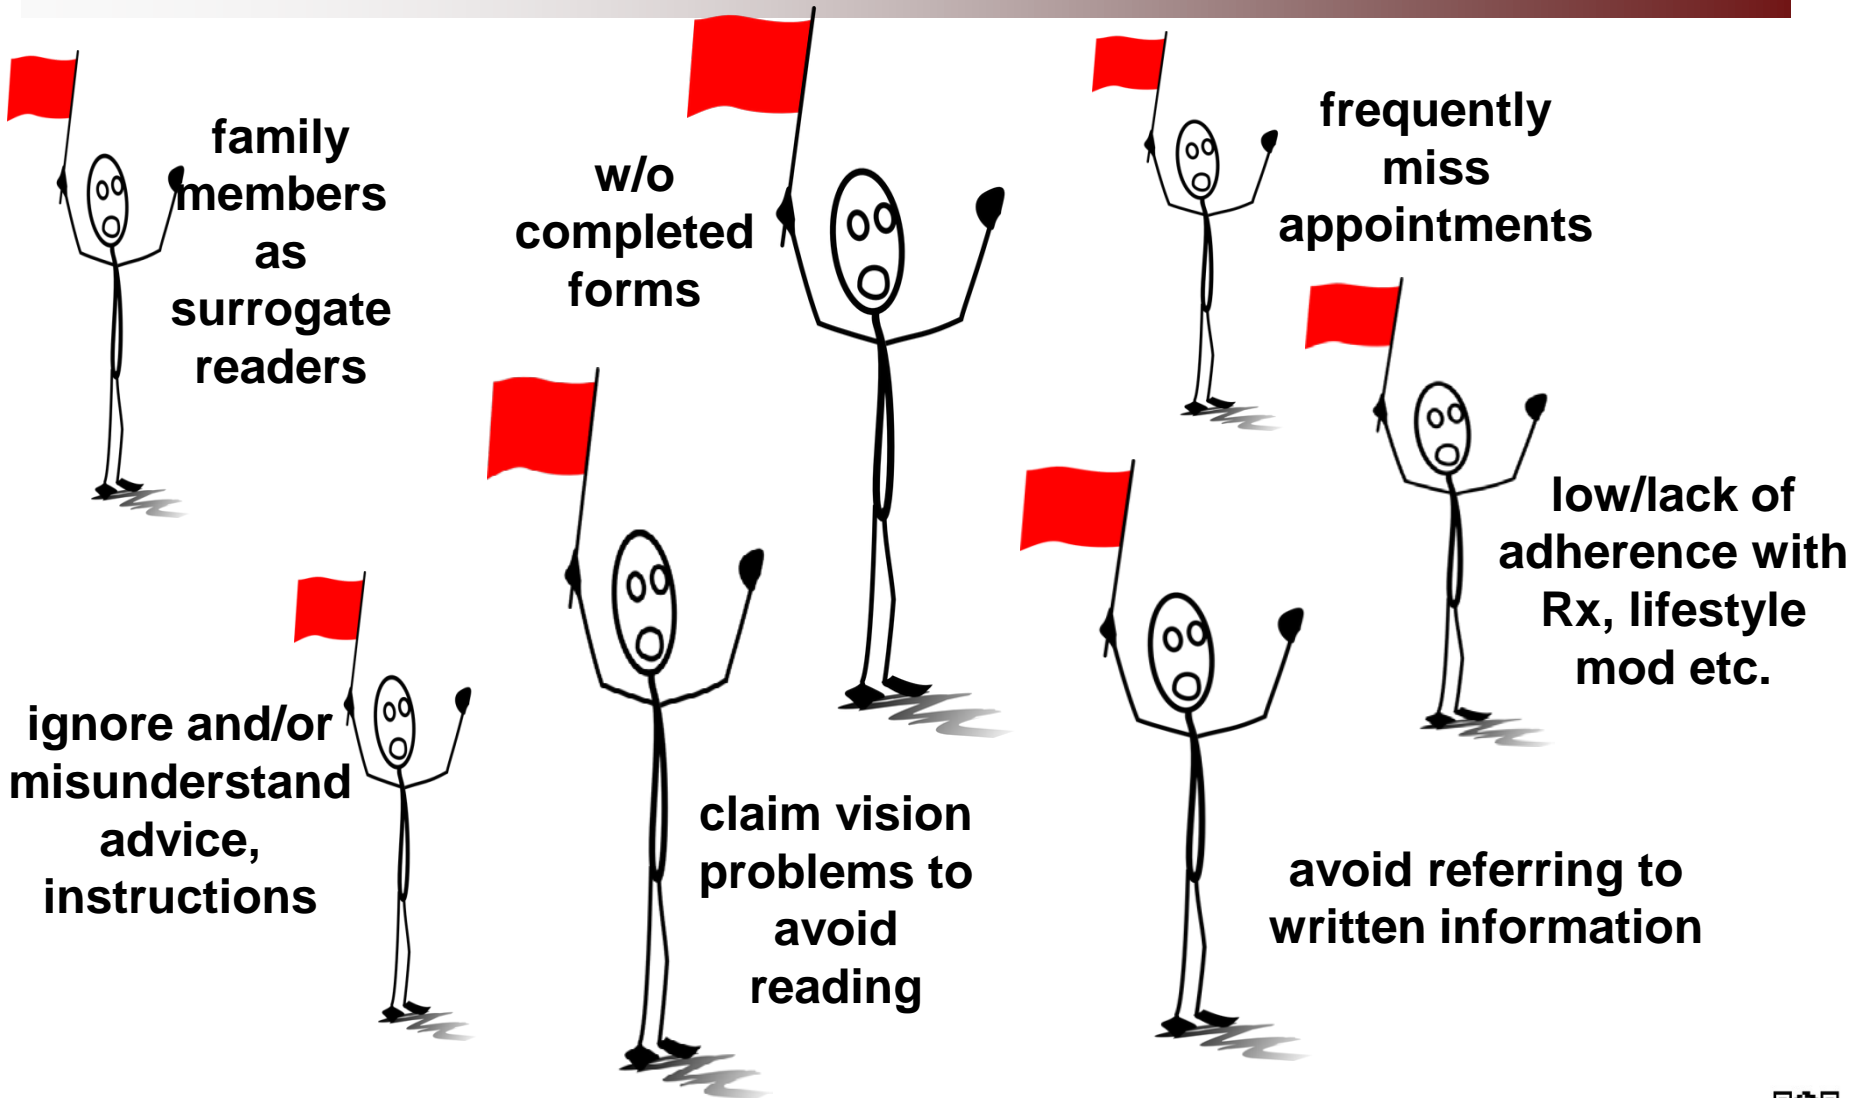 family
members
as
surrogate
readers
w/o
completed
forms
frequently
miss
appointments
low/lack of
adherence with
Rx, lifestyle
mod etc.
ignore and/or
misunderstand
advice,
instructions
claim vision
problems to
avoid
reading
avoid referring to
written information